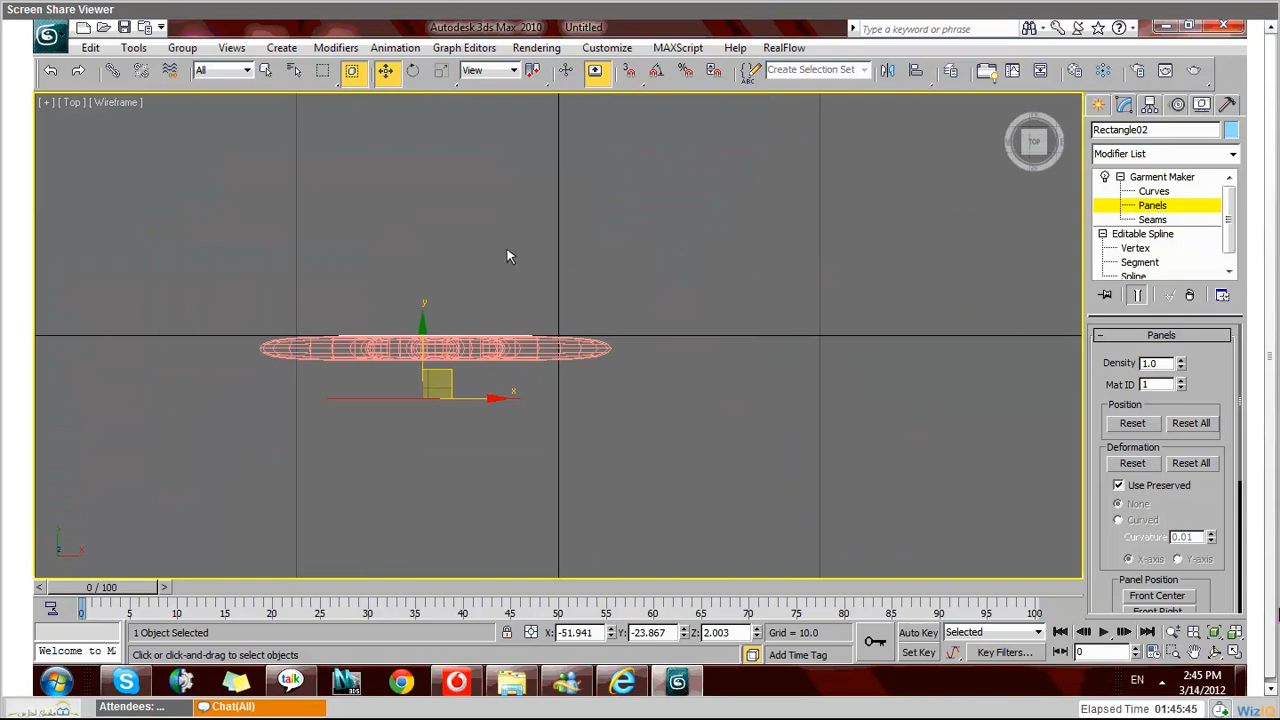 Screen Share Viewer
Autodesk 3ds Max 2010 Untitled
Type a keyword or phrase
Edit Tools Group Views Create Modifiers Animation Graph Editors Rendering Customize MAXScript Help RealFlow
All View ABC Create Selection Set
[ + ] [ Top ] [ Wireframe ]
TOP
Rectangle02
Modifier List
Garment Maker
Curves
Panels
Seams
Editable Spline
Vertex
Segment
Spline
Panels
Density 1.0
Mat ID 1
Position
Reset Reset All
Deformation
Reset Reset All
Use Preserved
None
Curved
Curvature 0.01
X-axis Y-axis
Panel Position
Front Center
Front Right
y
x
z x
< 0 / 100 >
0 5 10 15 20 25 30 35 40 45 50 55 60 65 70 75 80 85 90 95 100
1 Object Selected X: -51.941 Y: -23.867 Z: 2.003 Grid = 10.0 Auto Key Selected
Welcome to M Click or click-and-drag to select objects Add Time Tag Set Key Key Filters... 0
talk
EN 2:45 PM
3/14/2012
Attendees: ... Chat(All) Elapsed Time 01:45:45 WizIQ